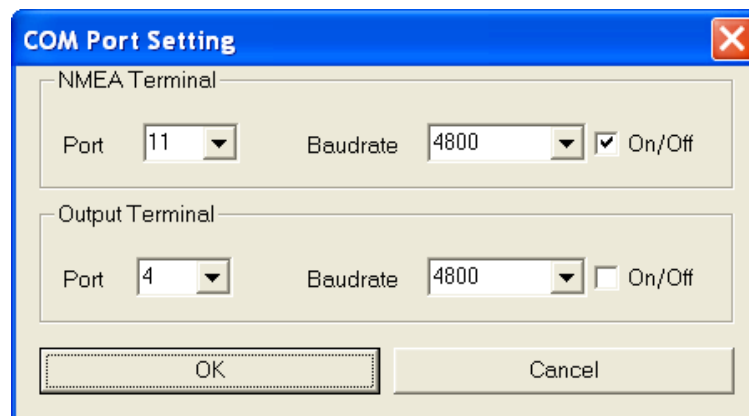 COM Port Setting
NMEA Terminal
Port 11 Baudrate 4800 On/Off
Output Terminal
Port 4 Baudrate 4800 On/Off
OK Cancel